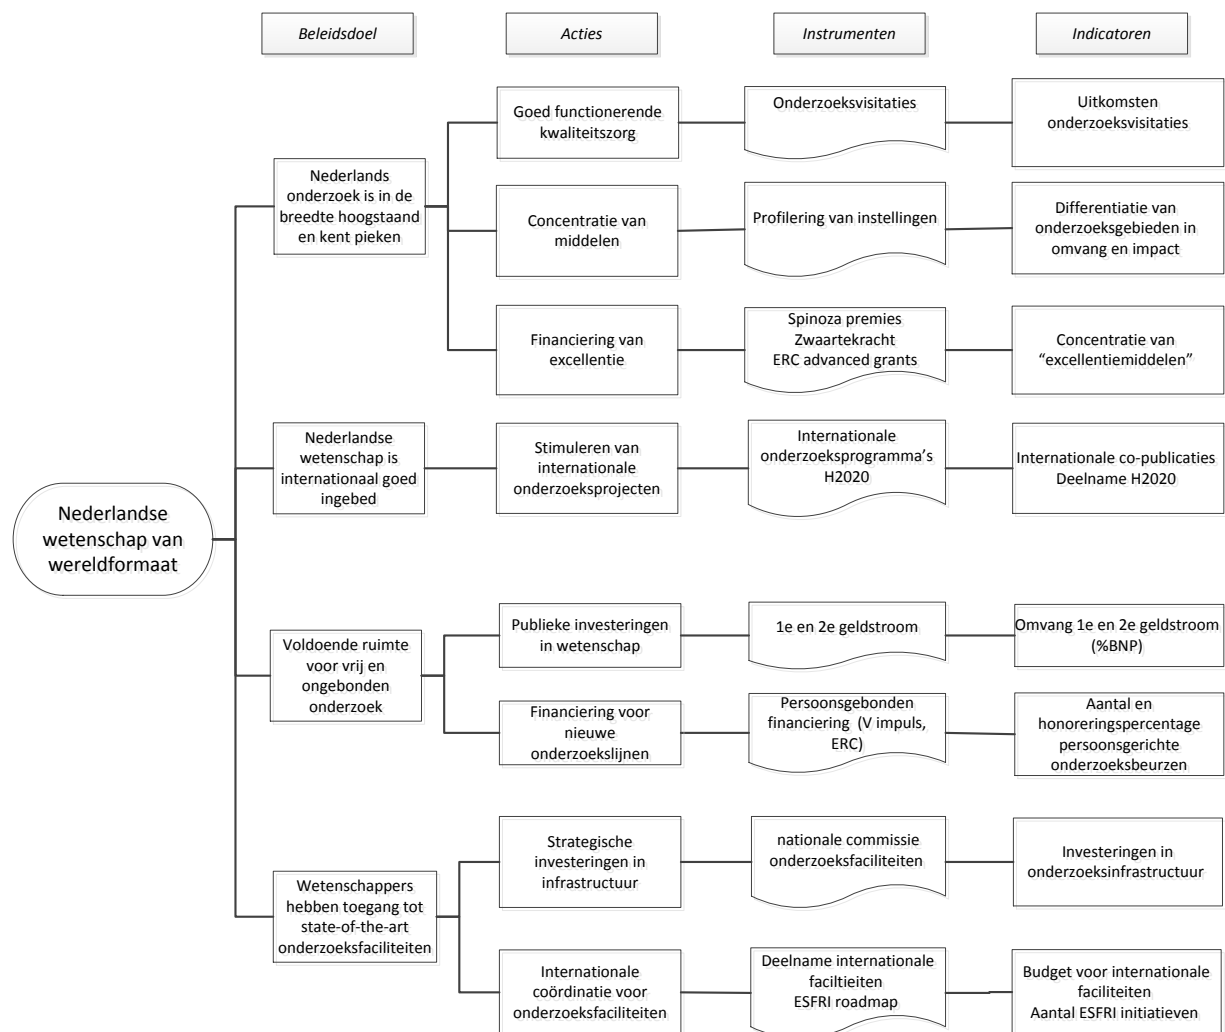 Beleidsdoel
Acties
Instrumenten
Indicatoren
Nederlandse
wetenschap van
wereldformaat
Nederlands
onderzoek is in de
breedte hoogstaand
en kent pieken
Goed functionerende
kwaliteitszorg
Onderzoeksvisitaties
Uitkomsten
onderzoeksvisitaties
Concentratie van
middelen
Profilering van instellingen
Differentiatie van
onderzoeksgebieden in
omvang en impact
Financiering van
excellentie
Spinoza premies
Zwaartekracht
ERC advanced grants
Concentratie van
“excellentiemiddelen”
Nederlandse
wetenschap is
internationaal goed
ingebed
Stimuleren van
internationale
onderzoeksprojecten
Internationale
onderzoeksprogramma’s
H2020
Internationale co-publicaties
Deelname H2020
Voldoende ruimte
voor vrij en
ongebonden
onderzoek
Publieke investeringen
in wetenschap
1e en 2e geldstroom
Omvang 1e en 2e geldstroom
(%BNP)
Financiering voor
nieuwe
onderzoekslijnen
Persoonsgebonden
financiering (V impuls,
ERC)
Aantal en
honoreringspercentage
persoonsgerichte
onderzoeksbeurzen
Wetenschappers
hebben toegang tot
state-of-the-art
onderzoeksfaciliteiten
Strategische
investeringen in
infrastructuur
nationale commissie
onderzoeksfaciliteiten
Investeringen in
onderzoeksinfrastructuur
Internationale
coördinatie voor
onderzoeksfaciliteiten
Deelname internationale
faciltieiten
ESFRI roadmap
Budget voor internationale
faciliteiten
Aantal ESFRI initiatieven